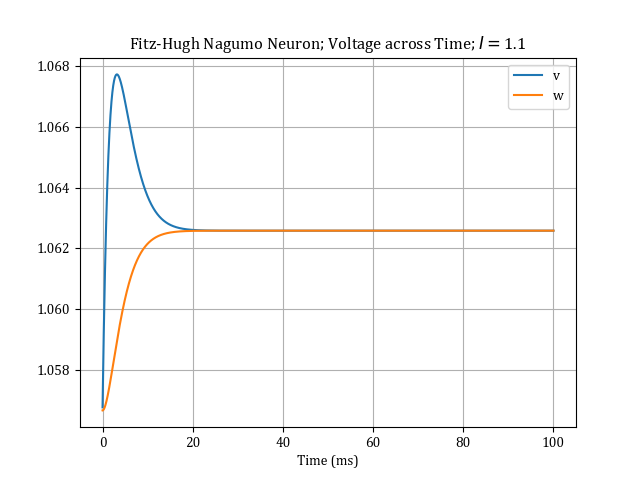 Fitz-Hugh Nagumo Neuron; Voltage across Time; I = 1.1
v
w
1.068
1.066
1.064
1.062
1.060
1.058
0 20 40 60 80 100
Time (ms)